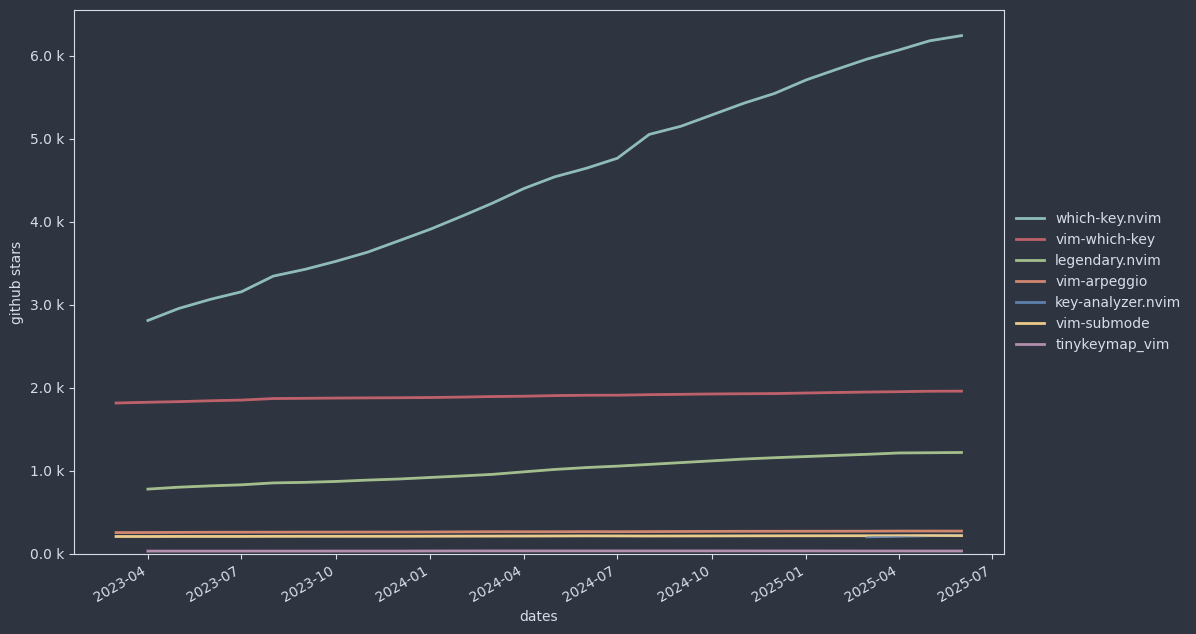 6.0 k
5.0 k
4.0 k
3.0 k
2.0 k
1.0 k
0.0 k
github stars
2023-04
2023-07
2023-10
2024-01
2024-04
2024-07
2024-10
2025-01
2025-04
2025-07
dates
which-key.nvim
vim-which-key
legendary.nvim
vim-arpeggio
key-analyzer.nvim
vim-submode
tinykeymap_vim